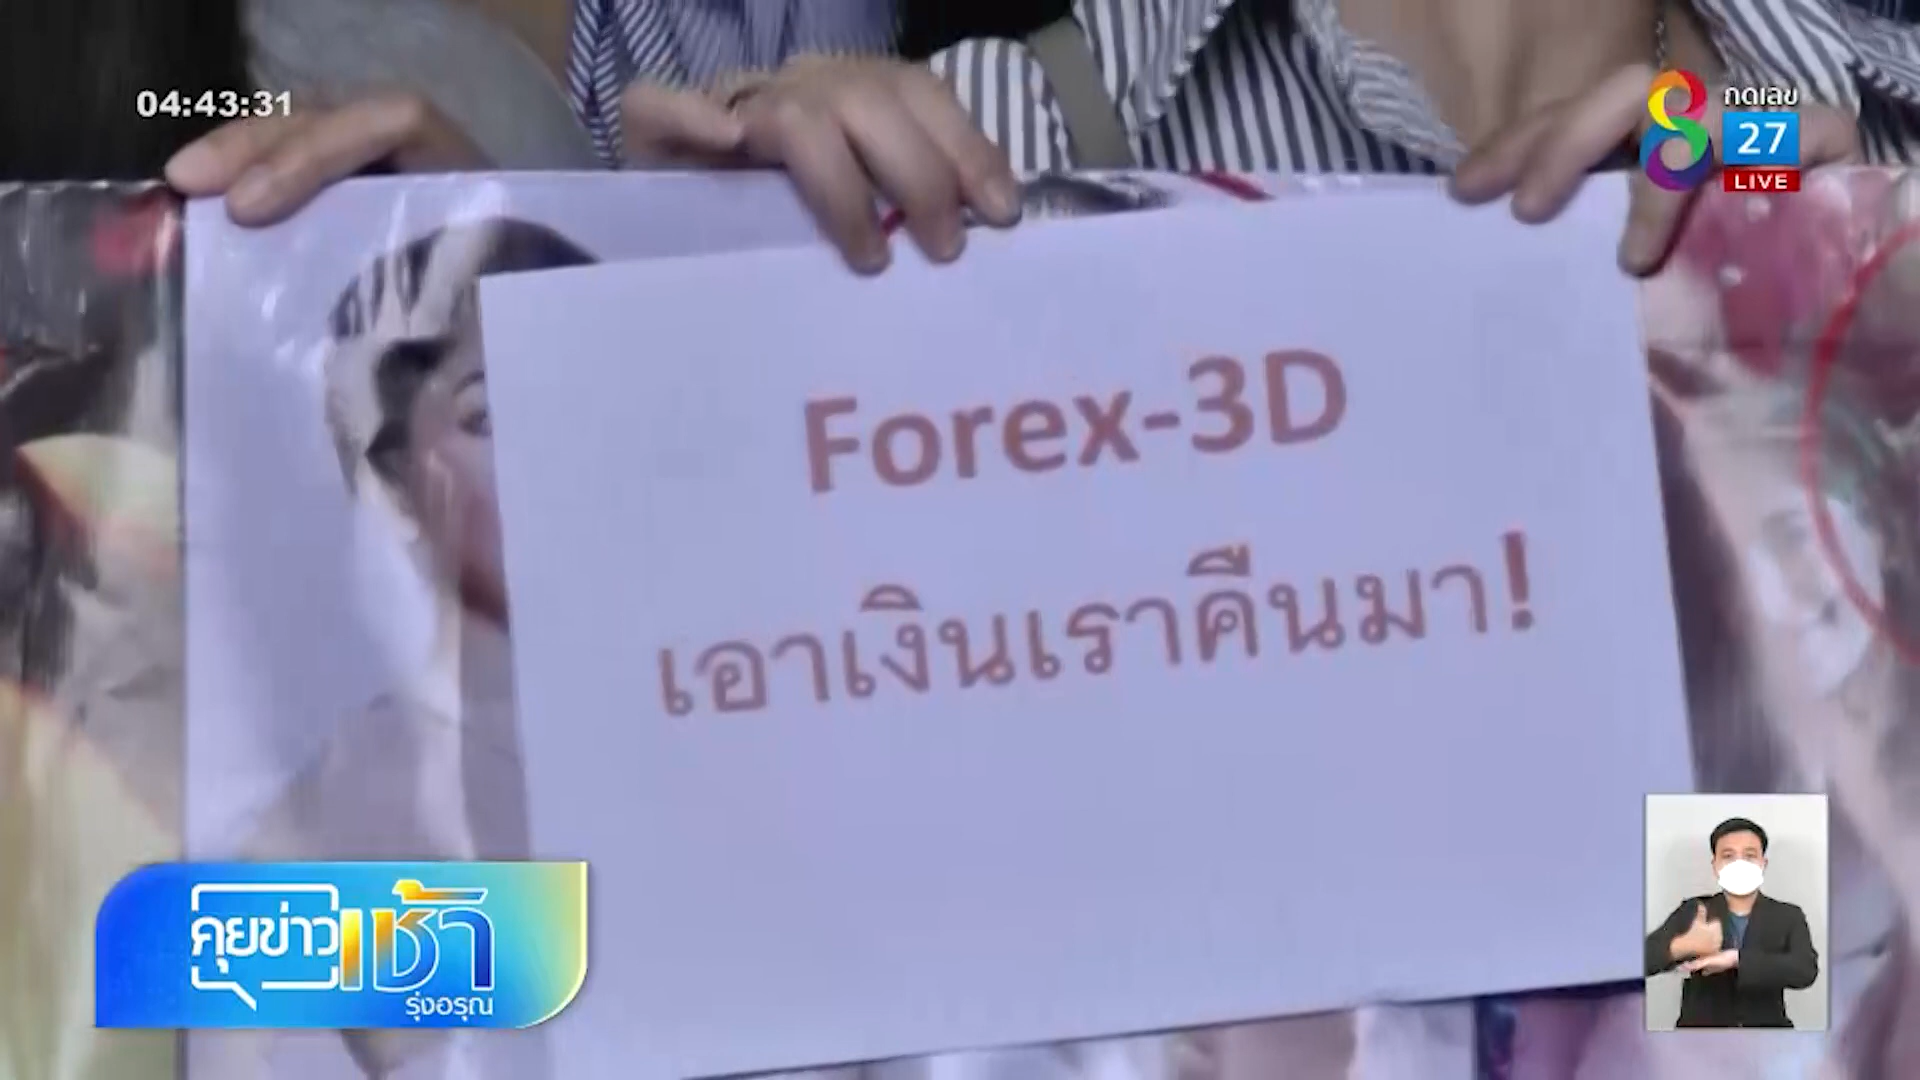 04:43:31
กดเลข
27
LIVE
Forex-3D
เอาเงินเราคืนมา!
คุยข่าวเช้า
รุ่งอรุณ